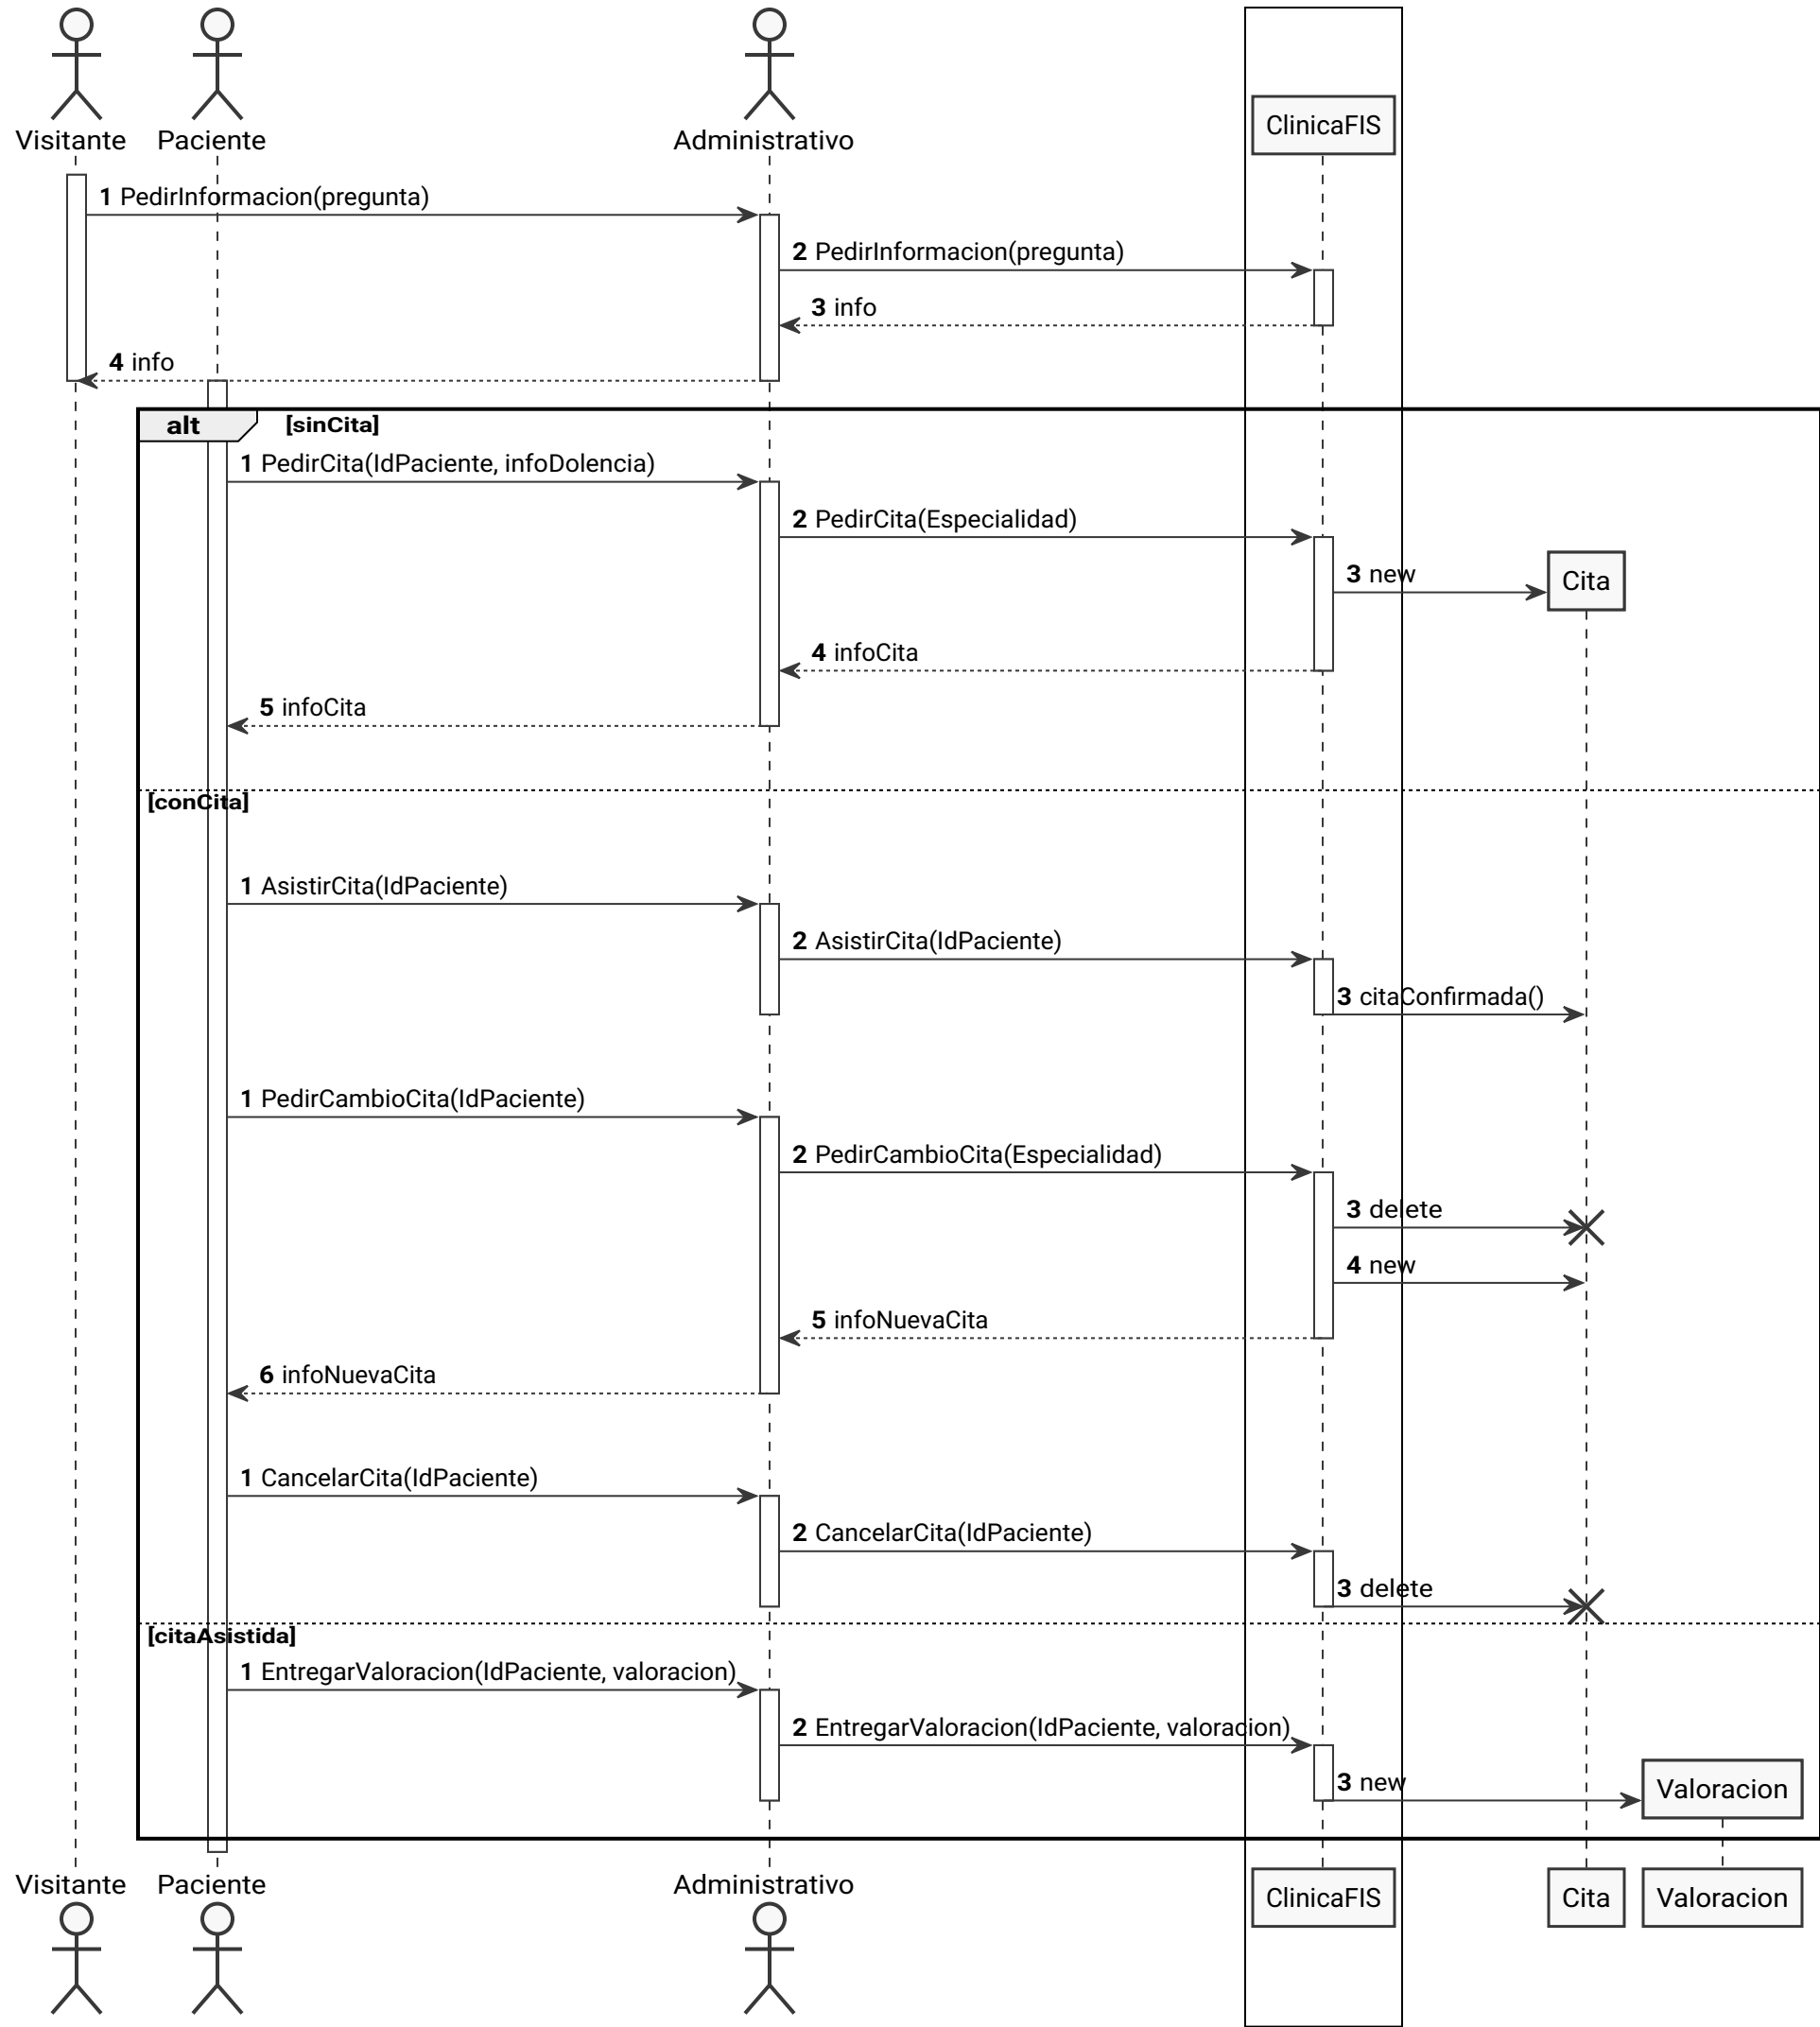 Visitante
Paciente
Administrativo
ClinicaFIS
1 PedirInformacion(pregunta)
2 PedirInformacion(pregunta)
3 info
4 info
alt [sinCita]
1 PedirCita(IdPaciente, infoDolencia)
2 PedirCita(Especialidad)
3 new
Cita
4 infoCita
5 infoCita
[conCita]
1 AsistirCita(IdPaciente)
2 AsistirCita(IdPaciente)
3 citaConfirmada()
1 PedirCambioCita(IdPaciente)
2 PedirCambioCita(Especialidad)
3 delete
4 new
5 infoNuevaCita
6 infoNuevaCita
1 CancelarCita(IdPaciente)
2 CancelarCita(IdPaciente)
3 delete
[citaAsistida]
1 EntregarValoracion(IdPaciente, valoracion)
2 EntregarValoracion(IdPaciente, valoracion)
3 new
Valoracion
Visitante
Paciente
Administrativo
ClinicaFIS
Cita
Valoracion